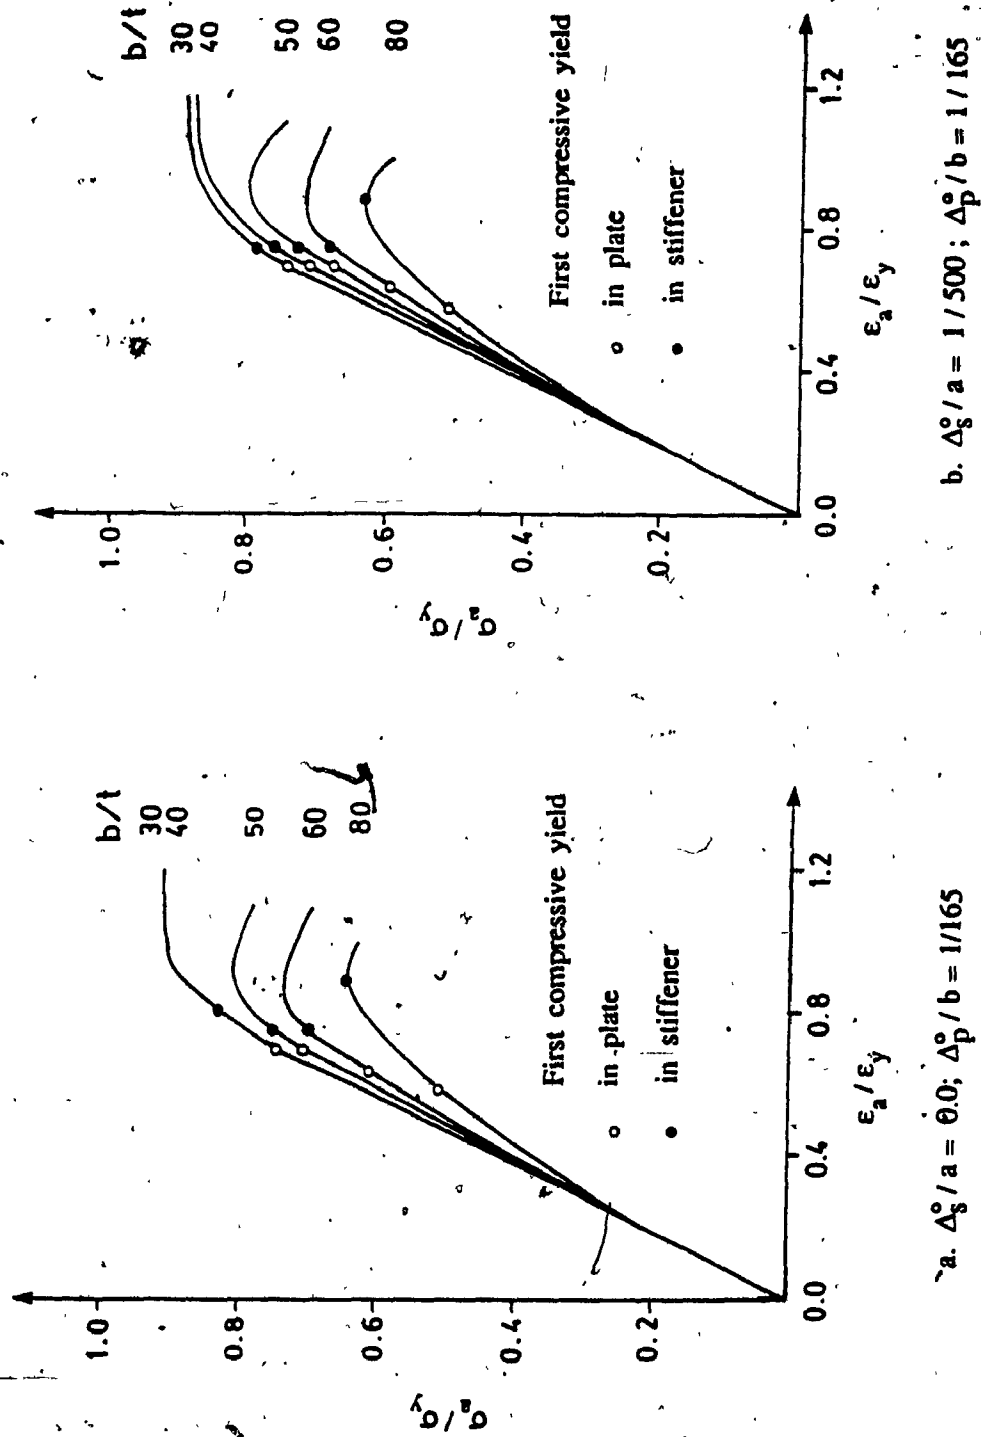 b/t
30
40
50
60
80
First compressive yield
in plate
in stiffener
1.0
0.8
0.6
0.4
0.2
0.0
0.4
0.8
1.2
σa/σy
εa/εy
a. Δs°/a = 0.0; Δp°/b = 1/165
b/t
30
40
50
60
80
First compressive yield
in plate
in stiffener
1.0
0.8
0.6
0.4
0.2
0.0
0.4
0.8
1.2
σa/σy
εa/εy
b. Δs°/a = 1/500; Δp°/b = 1/165